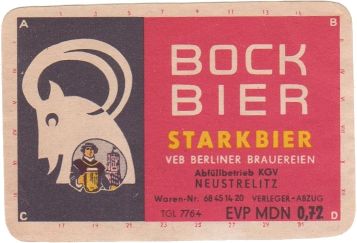 A
B
BOCK
BIER
STARKBIER
VEB BERLINER BRAUEREIEN
Abfüllbetrieb KGV
NEUSTRELITZ
Waren-Nr. 68 45 14 20 VERLEGER-ABZUG
TGL 7764 EVP MDN 0,72
C
D